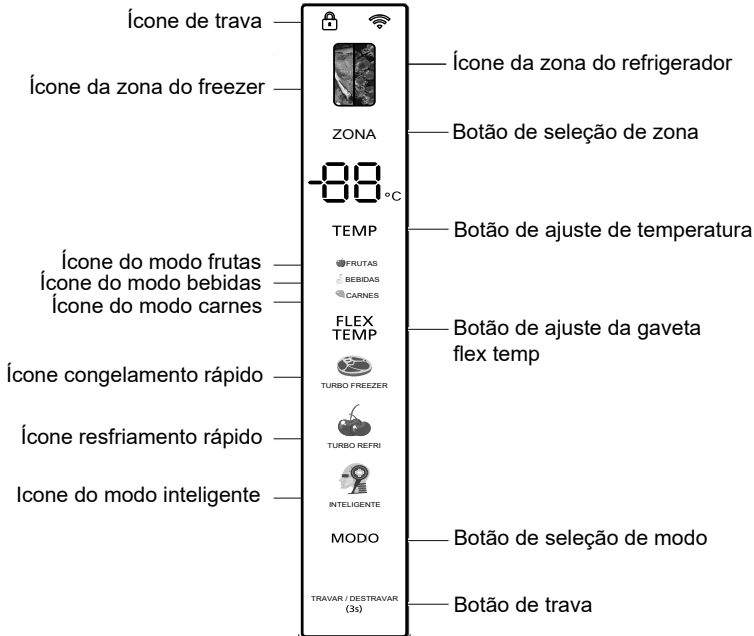 Ícone de trava
Ícone da zona do refrigerador
Ícone da zona do freezer
ZONA
Botão de seleção de zona
-88°C
TEMP
Botão de ajuste de temperatura
Ícone do modo frutas
FRUTAS
Ícone do modo bebidas
BEBIDAS
Ícone do modo carnes
CARNES
FLEX
TEMP
Botão de ajuste da gaveta
flex temp
Ícone congelamento rápido
TURBO FREEZER
Ícone resfriamento rápido
TURBO REFRI
Icone do modo inteligente
INTELIGENTE
MODO
Botão de seleção de modo
TRAVAR / DESTRAVAR
(3s)
Botão de trava